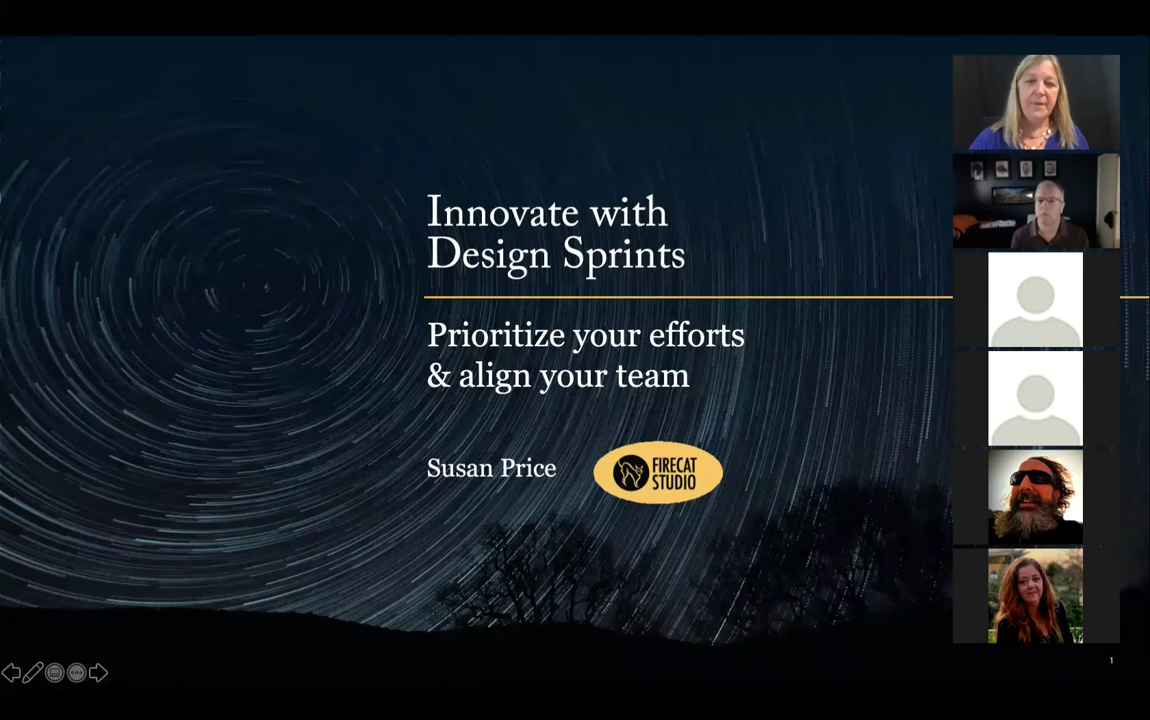 Innovate with
Design Sprints
Prioritize your efforts
& align your team
Susan Price
FIRECAT
STUDIO
1